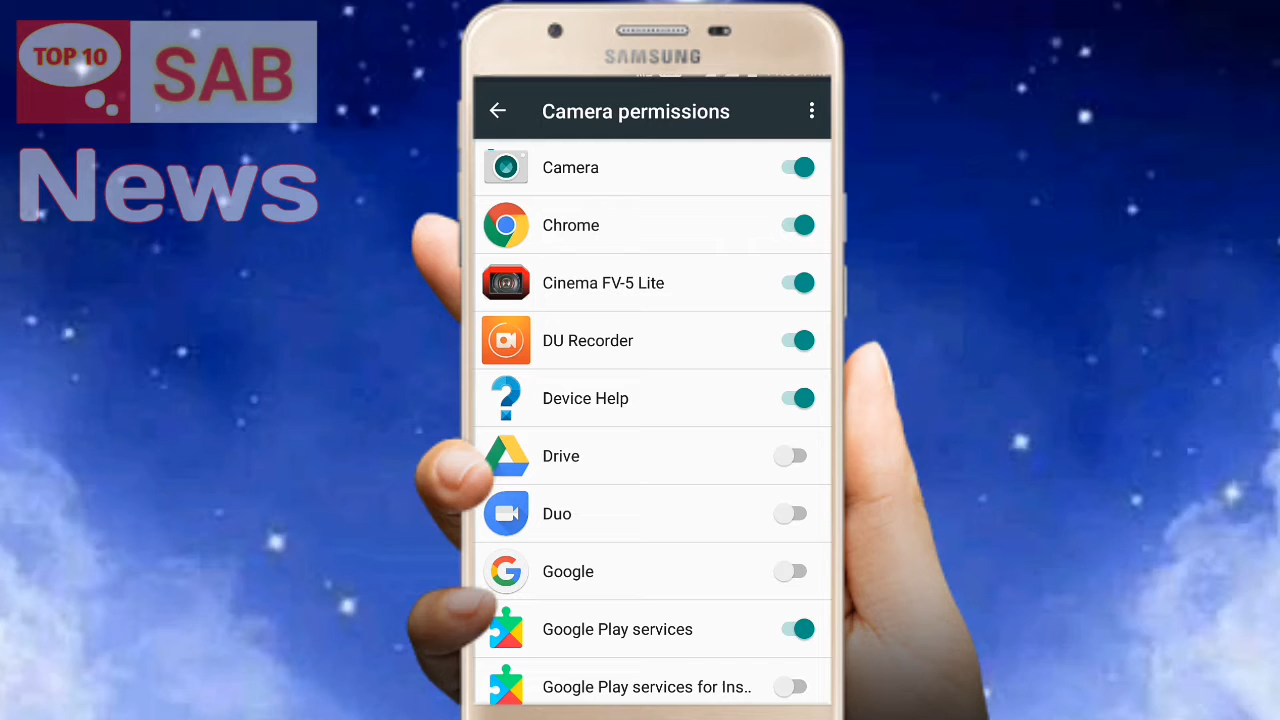 TOP 10
SAB
News
SAMSUNG
Camera permissions
Camera
Chrome
Cinema FV-5 Lite
DU Recorder
Device Help
Drive
Duo
Google
Google Play services
Google Play services for Ins..